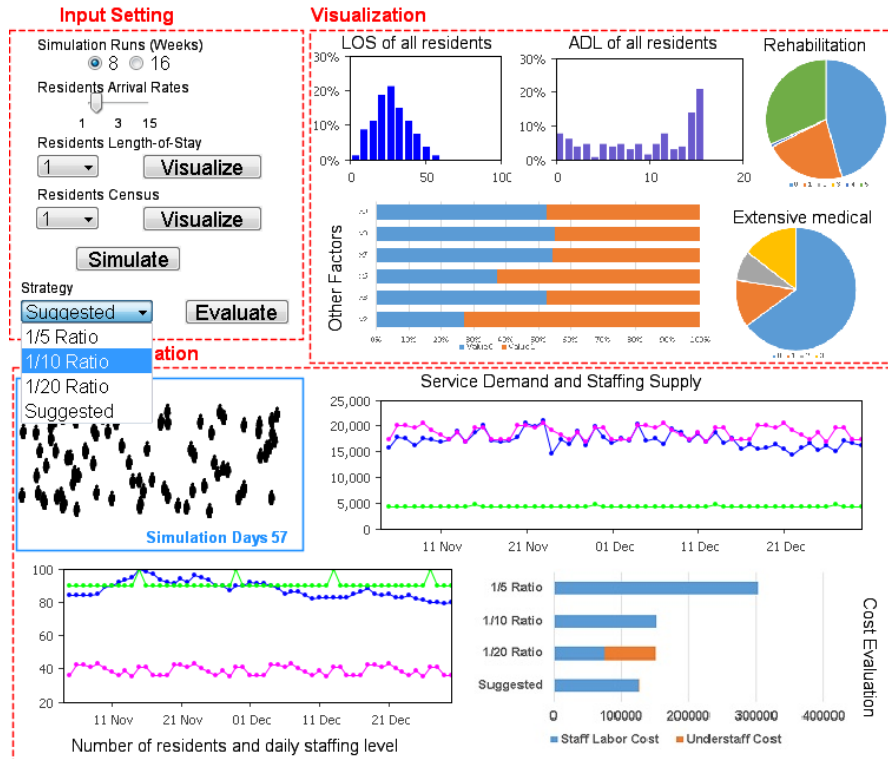 Input Setting
Simulation Runs (Weeks)
8 16
Residents Arrival Rates
1 3 15
Residents Length-of-Stay
1 Visualize
Residents Census
1 Visualize
Simulate
Strategy
Suggested Evaluate
1/5 Ratio
1/10 Ratio
1/20 Ratio
Suggested
ation
Visualization
LOS of all residents
30%
20%
10%
0%
0 50 100
ADL of all residents
30%
20%
10%
0%
0 10 20
Rehabilitation
Other Factors
0% 10% 20% 30% 40% 50% 60% 70% 80% 90% 100%
Extensive medical
Simulation Days 57
Service Demand and Staffing Supply
25,000
20,000
15,000
10,000
5,000
0
11 Nov 21 Nov 01 Dec 11 Dec 21 Dec
100
80
60
40
20
11 Nov 21 Nov 01 Dec 11 Dec 21 Dec
Number of residents and daily staffing level
1/5 Ratio
1/10 Ratio
1/20 Ratio
Suggested
0 100000 200000 300000 400000
Staff Labor Cost Understaff Cost
Cost Evaluation